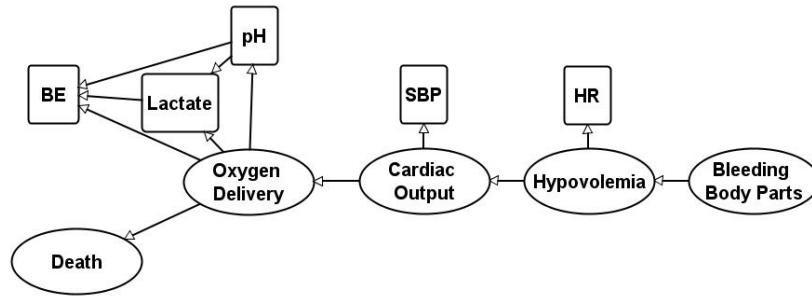 pH
BE
Lactate
SBP
HR
Oxygen
Delivery
Cardiac
Output
Hypovolemia
Bleeding
Body Parts
Death